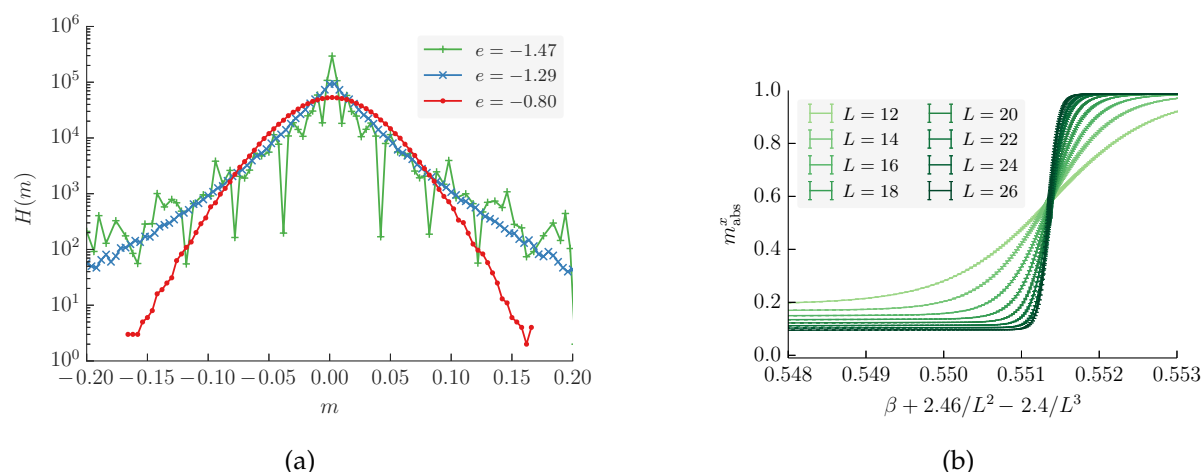 10^6
10^5
10^4
10^3
10^2
10^1
10^0
H(m)
e = −1.47
e = −1.29
e = −0.80
−0.20 −0.15 −0.10 −0.05 0.00 0.05 0.10 0.15 0.20
m
(a)
1.0
0.8
0.6
0.4
0.2
0.0
m^x_abs
L = 12 L = 20
L = 14 L = 22
L = 16 L = 24
L = 18 L = 26
0.548 0.549 0.550 0.551 0.552 0.553
β + 2.46/L^2 − 2.4/L^3
(b)